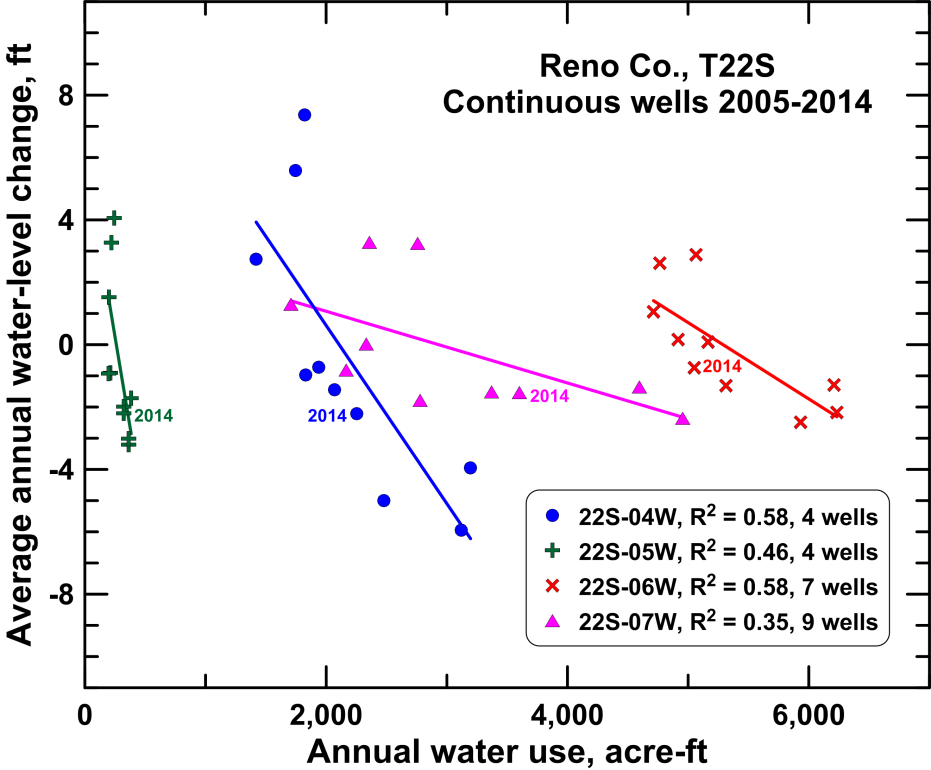 Reno Co., T22S
Continuous wells 2005-2014
Average annual water-level change, ft
8
4
0
-4
-8
2014
2014
2014
2014
22S-04W, R² = 0.58, 4 wells
22S-05W, R² = 0.46, 4 wells
22S-06W, R² = 0.58, 7 wells
22S-07W, R² = 0.35, 9 wells
0
2,000
4,000
6,000
Annual water use, acre-ft